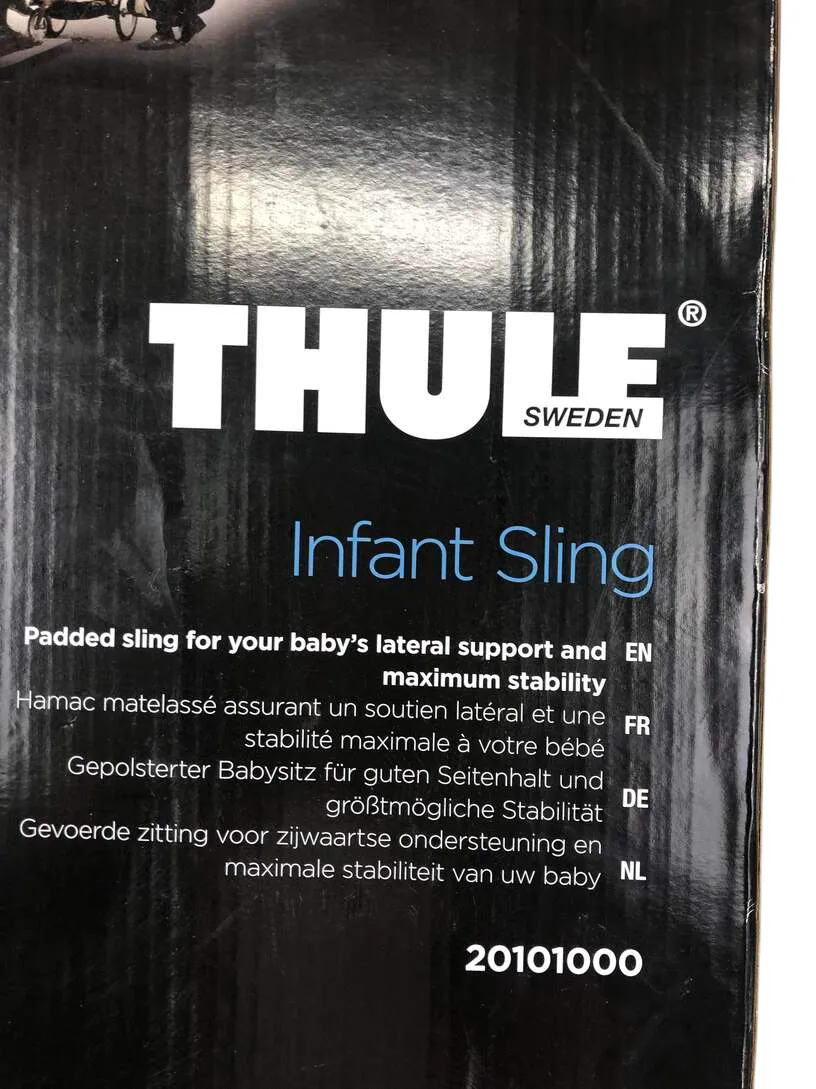 THULE®
SWEDEN
Infant Sling
Padded sling for your baby's lateral support and EN
maximum stability
Hamac matelassé assurant un soutien latéral et une FR
stabilité maximale à votre bébé
Gepolsterter Babysitz für guten Seitenhalt und DE
größtmögliche Stabilität
Gevoerde zitting voor zijwaartse ondersteuning en NL
maximale stabiliteit van uw baby
20101000